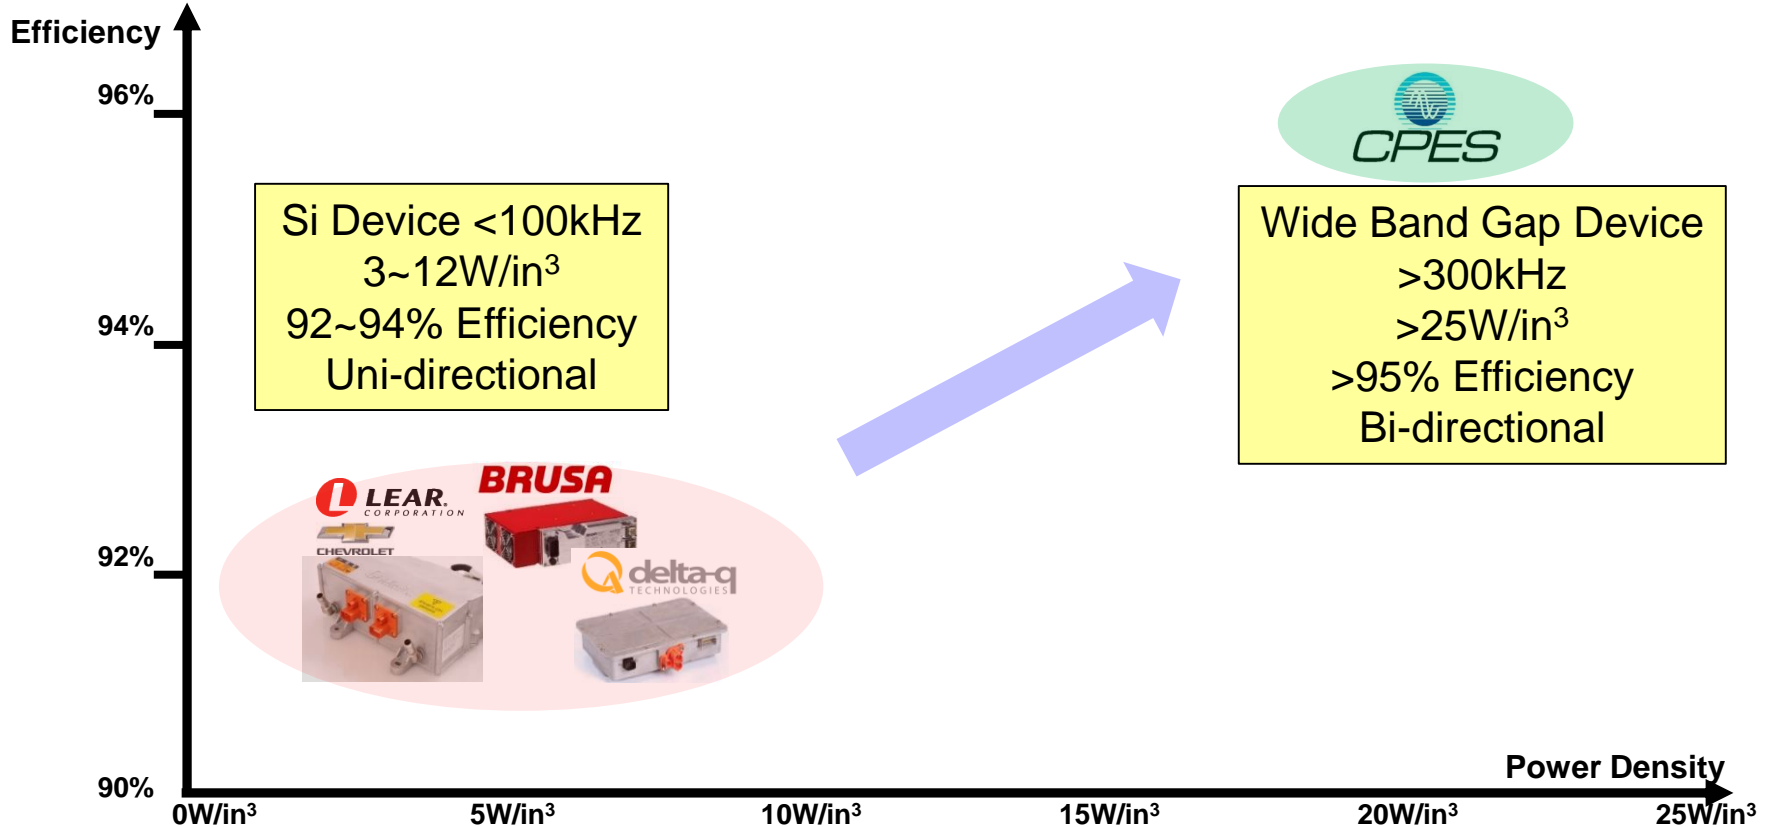 Efficiency
96%
CPES
Si Device <100kHz
3~12W/in³
92~94% Efficiency
Uni-directional
Wide Band Gap Device
>300kHz
>25W/in³
>95% Efficiency
Bi-directional
94%
LEAR.
CORPORATION
BRUSA
CHEVROLET
92%
delta-q
TECHNOLOGIES
Power Density
90%
0W/in³
5W/in³
10W/in³
15W/in³
20W/in³
25W/in³